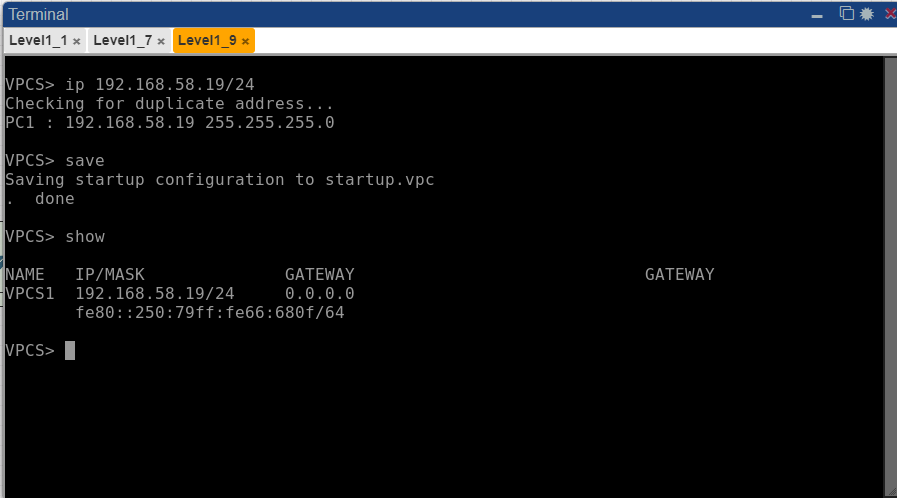 Terminal
Level1_1 × Level1_7 × Level1_9 ×
VPCS> ip 192.168.58.19/24
Checking for duplicate address...
PC1 : 192.168.58.19 255.255.255.0
VPCS> save
Saving startup configuration to startup.vpc
.  done
VPCS> show
NAME   IP/MASK              GATEWAY                             GATEWAY
VPCS1  192.168.58.19/24     0.0.0.0
       fe80::250:79ff:fe66:680f/64
VPCS>